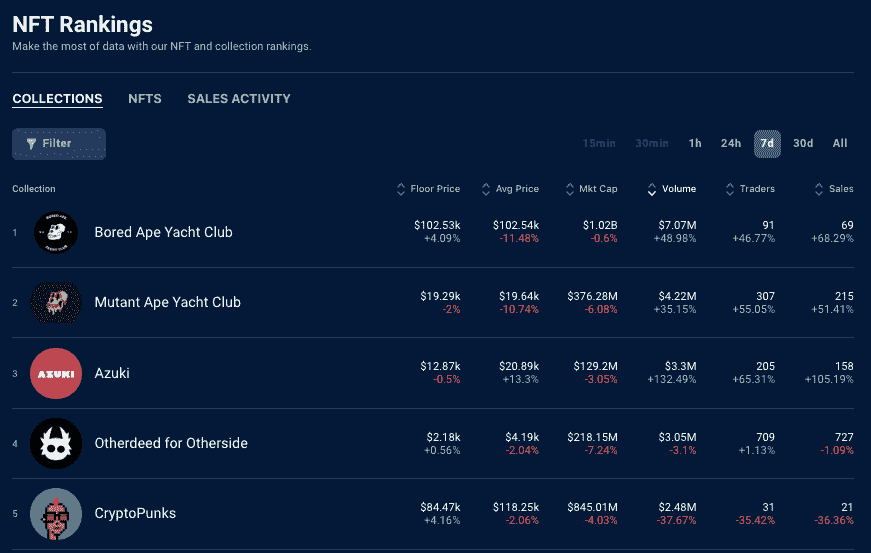 NFT Rankings
Make the most of data with our NFT and collection rankings.
COLLECTIONS NFTS SALES ACTIVITY
Filter 15min 30min 1h 24h 7d 30d All
Collection Floor Price Avg Price Mkt Cap Volume Traders Sales
1 BORED APE YACHT CLUB Bored Ape Yacht Club $102.53k $102.54k $1.02B $7.07M 91 69
+4.09% -11.48% -0.6% +48.98% +46.77% +68.29%
2 Mutant Ape Yacht Club $19.29k $19.64k $376.28M $4.22M 307 215
-2% -10.74% -6.08% +35.15% +55.05% +51.41%
3 AZUKI Azuki $12.87k $20.89k $129.2M $3.3M 205 158
-0.5% +13.3% -3.05% +132.49% +65.31% +105.19%
4 Otherdeed for Otherside $2.18k $4.19k $218.15M $3.05M 709 727
+0.56% -2.04% -7.24% -3.1% +1.13% -1.09%
5 CryptoPunks $84.47k $118.25k $845.01M $2.48M 31 21
+4.16% -2.06% -4.03% -37.67% -35.42% -36.36%